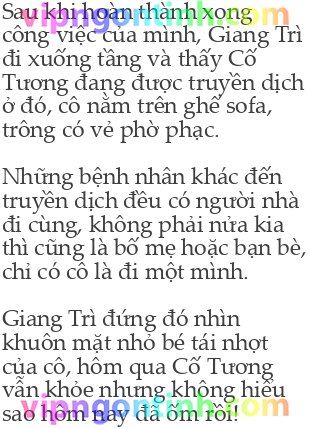 Sau khi hoàn thành xong
công việc của mình, Giang Trì
đi xuống tầng và thấy Cố
Tương đang được truyền dịch
ở đó, cô nằm trên ghế sofa,
trông có vẻ phờ phạc.
Những bệnh nhân khác đến
truyền dịch đều có người nhà
đi cùng, không phải nửa kia
thì cũng là bố mẹ hoặc bạn bè,
chỉ có cô là đi một mình.
Giang Trì đứng đó nhìn
khuôn mặt nhỏ bé tái nhợt
của cô, hôm qua Cố Tương
vẫn khỏe nhưng không hiểu
sao hôm nay đã ốm rồi!
vipngontinh.com
vipngontinh.com